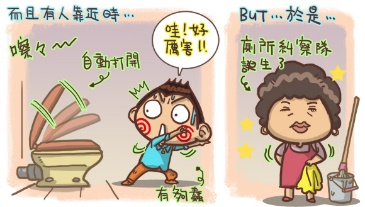 而且有人靠近時…
噗々～
自動打開
哇!好
厲害!!
有夠蠢
BUT…於是…
廁所糾察隊
誕生了